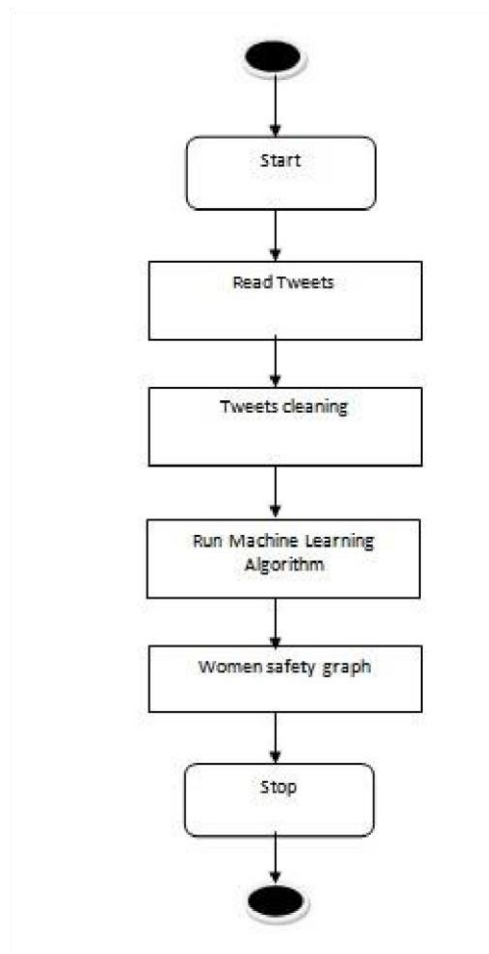 Start
Read Tweets
Tweets cleaning
Run Machine Learning
Algorithm
Women safety graph
Stop